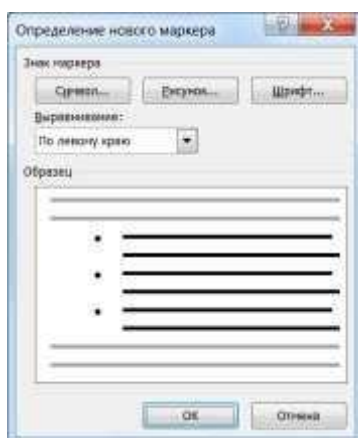 Определение нового маркера
Знак маркера
Символ... Рисунок... Шрифт...
Выравнивание:
По левому краю
Образец
ОК Отмена